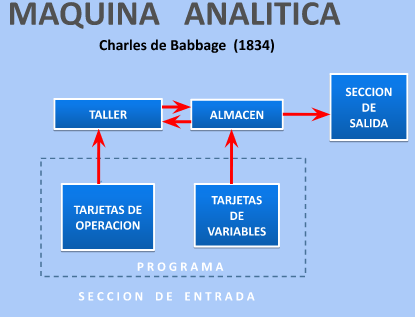 MAQUINA ANALITICA
Charles de Babbage (1834)
TALLER
ALMACEN
SECCION
DE
SALIDA
TARJETAS DE
OPERACION
TARJETAS
DE
VARIABLES
PROGRAMA
SECCION DE ENTRADA